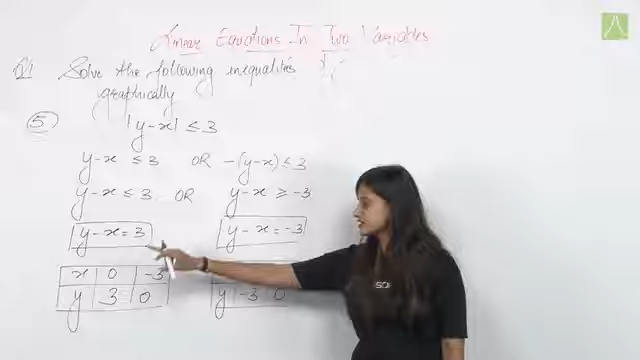 Linear Equations In Two Variables
Q1 Solve the following inequalities
graphically
5 |y-x| ≤ 3
y-x ≤ 3 OR -(y-x) ≤ 3
y-x ≤ 3 OR y-x ≥ -3
y-x = 3 y-x = -3
x 0 -3
y 3 0 y -3 0